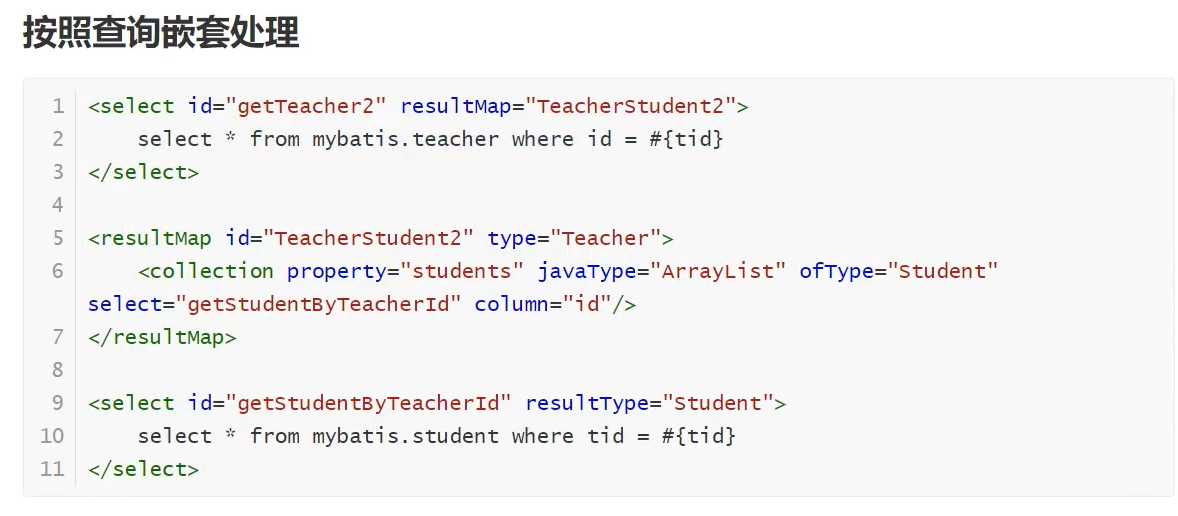 按照查询嵌套处理
1 <select id="getTeacher2" resultMap="TeacherStudent2">
2     select * from mybatis.teacher where id = #{tid}
3 </select>
4
5 <resultMap id="TeacherStudent2" type="Teacher">
6     <collection property="students" javaType="ArrayList" ofType="Student"
select="getStudentByTeacherId" column="id"/>
7 </resultMap>
8
9 <select id="getStudentByTeacherId" resultType="Student">
10     select * from mybatis.student where tid = #{tid}
11 </select>